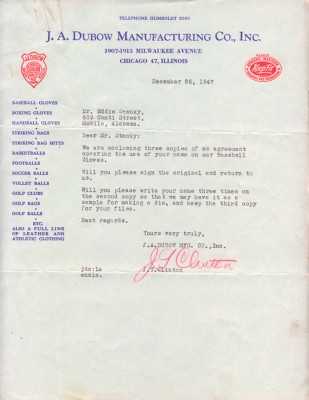 TELEPHONE HUMBOLDT 6560
J. A. DUBOW MANUFACTURING CO., INC.
1907-1913 MILWAUKEE AVENUE
CHICAGO 47, ILLINOIS
December 26, 1947
BASEBALL GLOVES
BOXING GLOVES
HANDBALL GLOVES
STRIKING BAGS
STRIKING BAG MITTS
BASKETBALLS
FOOTBALLS
SOCCER BALLS
VOLLEY BALLS
GOLF CLUBS
GOLF BAGS
GOLF BALLS
ETC.
ALSO A FULL LINE
OF LEATHER AND
ATHLETIC CLOTHING
Mr. Eddie Stanky,
Conti Street,
Mobile, Alabama.
Dear Mr. Stanky:
We are enclosing three copies of an agreement
covering the use of your name on our Baseball
Gloves.
Will you please sign the original and return to
us.
Will you please write your name three times on
the second copy so that we may have it as a
sample for making a die, and keep the third copy
for your files.
Best regards.
Yours very truly,
J.A.DUBOW MFG. CO.,Inc.
J T Clinton
J.T.Clinton
jtc:la
encls.